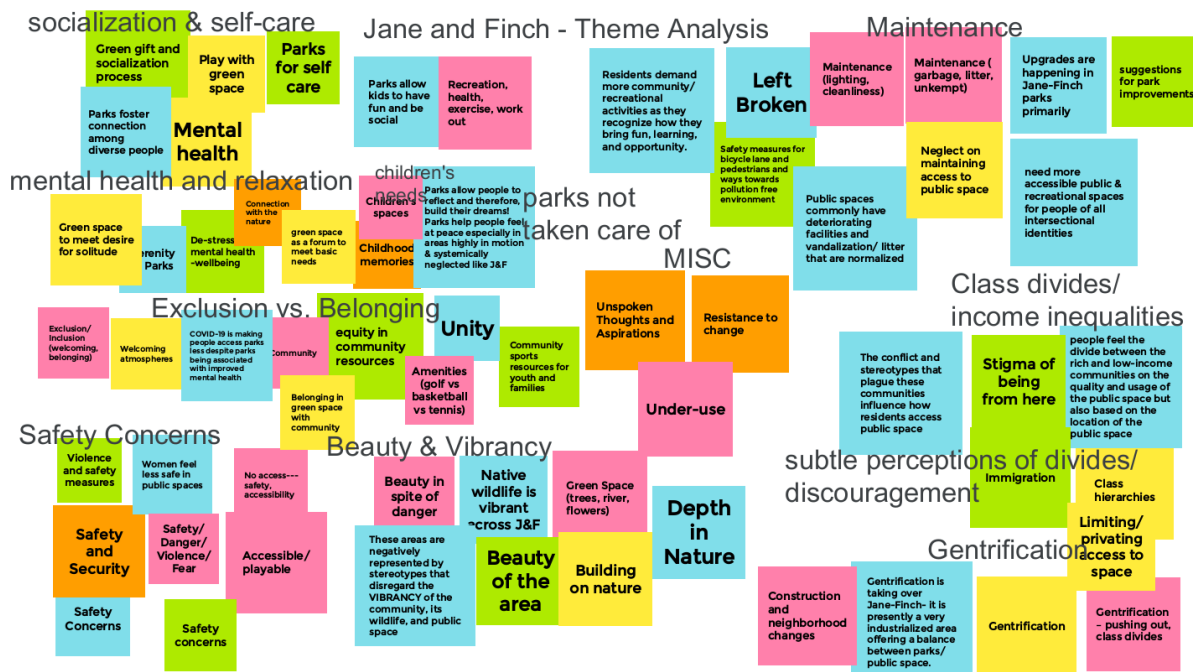 socialization & self-care
Green gift and
socialization
process
Play with
green
space
Parks
for self
care
Parks foster
connection
among
diverse people
Mental
health
Jane and Finch - Theme Analysis
Parks allow
kids to have
fun and be
social
Recreation,
health,
exercise, work
out
Residents demand
more community/
recreational
activities as they
recognize how they
bring fun, learning,
and opportunity.
Left
Broken
Safety measures for
bicycle lane and
pedestrians and
ways towards
pollution free
environment
Maintenance
Maintenance
(lighting,
cleanliness)
Maintenance (
garbage, litter,
unkempt)
Upgrades are
happening in
Jane-Finch
parks
primarily
suggestions
for park
improvements
Neglect on
maintaining
access to
public space
need more
accessible public &
recreational spaces
for people of all
intersectional
identities
Public spaces
commonly have
deteriorating
facilities and
vandalization/ litter
that are normalized
mental health and relaxation
Green space
to meet desire
for solitude
erenity
Parks
De-stress
mental health
-wellbeing
Connection
with the
nature
green space
as a forum to
meet basic
needs
children's
needs
Children's
spaces
Childhood
memories
Parks allow people to
reflect and therefore,
build their dreams!
Parks help people feel
at peace especially in
areas highly in motion
& systemically
neglected like J&F
parks not
taken care of
MISC
Unspoken
Thoughts and
Aspirations
Resistance to
change
Under-use
Exclusion vs. Belonging
Exclusion/
Inclusion
(welcoming,
belonging)
Welcoming
atmospheres
COVID-19 is making
people access parks
less despite parks
being associated
with improved
mental health
Community
equity in
community
resources
Unity
Belonging in
green space
with
community
Amenities
(golf vs
basketball
vs tennis)
Community
sports
resources for
youth and
families
Class divides/
income inequalities
The conflict and
stereotypes that
plague these
communities
influence how
residents access
public space
Stigma of
being
from here
people feel the
divide between the
rich and low-income
communities on the
quality and usage of
the public space but
also based on the
location of the
public space
subtle perceptions of divides/
discouragement
Immigration
Class
hierarchies
Limiting/
privating
access to
space
Safety Concerns
Violence
and safety
measures
Women feel
less safe in
public spaces
No access---
safety,
accessibility
Safety
and
Security
Safety/
Danger/
Violence/
Fear
Accessible/
playable
Safety
Concerns
Safety
concerns
Beauty & Vibrancy
Beauty in
spite of
danger
Native
wildlife is
vibrant
across J&F
Green Space
(trees, river,
flowers)
Depth
in
Nature
These areas are
negatively
represented by
stereotypes that
disregard the
VIBRANCY of the
community, its
wildlife, and public
space
Beauty
of the
area
Building
on nature
Gentrification
Construction
and
neighborhood
changes
Gentrification is
taking over
Jane-Finch- it is
presently a very
industrialized area
offering a balance
between parks/
public space.
Gentrification
Gentrification
- pushing out,
class divides